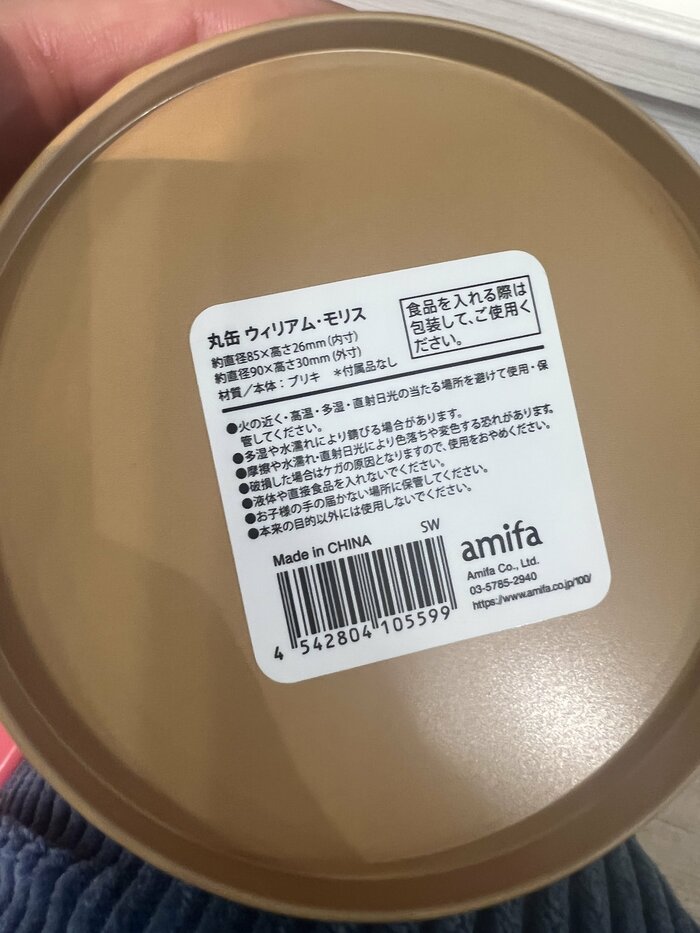 丸缶 ウィリアム・モリス
約直径85×高さ26mm(内寸)
約直径90×高さ30mm(外寸)
材質/本体：ブリキ ＊付属品なし
食品を入れる際は
包装して、ご使用く
ださい。
●火の近く・高温・多湿・直射日光の当たる場所を避けて使用・保
管してください。
●多湿や水濡れにより錆びる場合があります。
●摩擦や水濡れ・直射日光により色落ちや変色する恐れがあります。
●破損した場合はケガの原因となりますので、使用をおやめください。
●液体や直接食品を入れないでください。
●お子様の手の届かない場所に保管してください。
●本来の目的以外には使用しないでください。
Made in CHINA
SW
4 542804 105599
amifa
Amifa Co., Ltd.
03-5785-2940
https://www.amifa.co.jp/100/